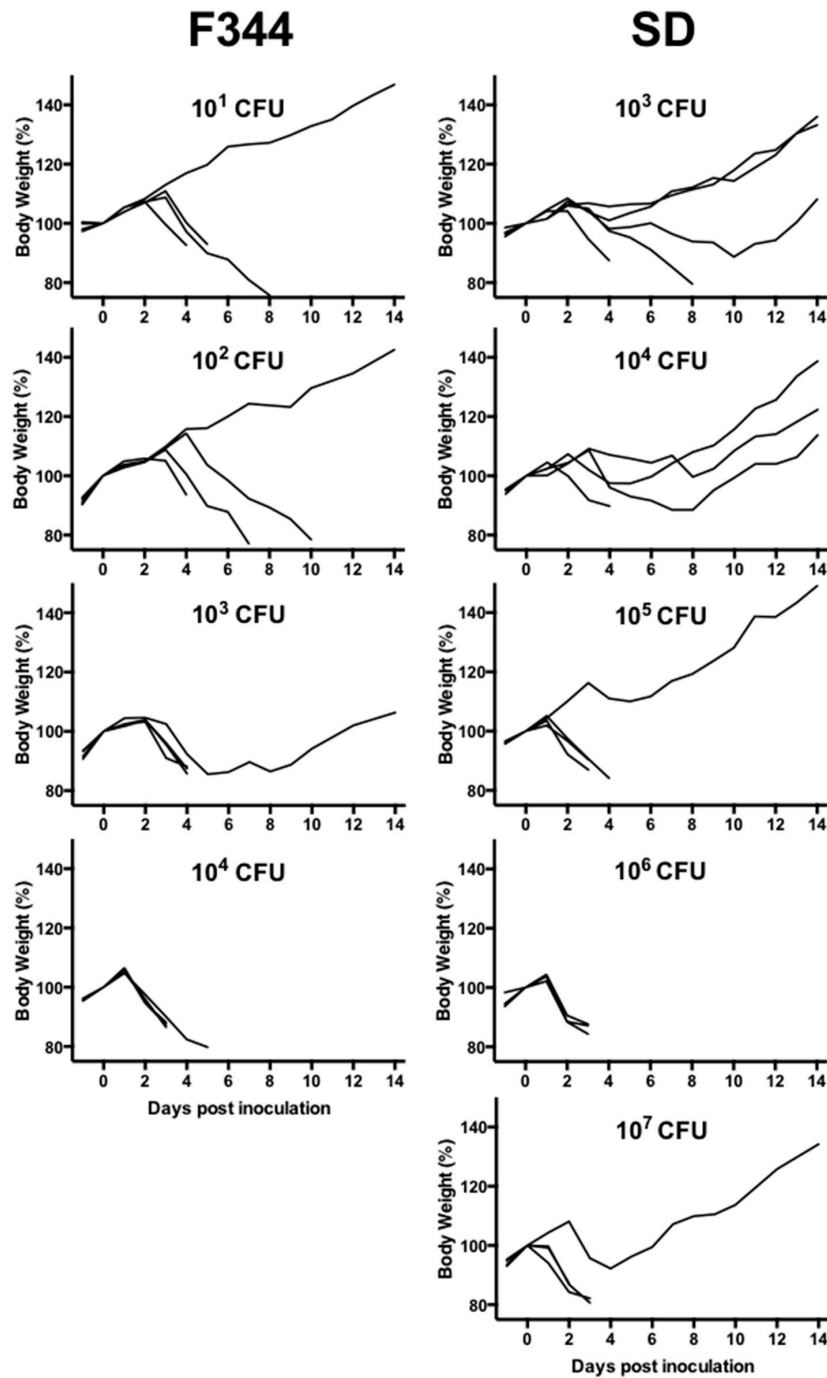 F344
SD
10¹ CFU
Body Weight (%)
140
120
100
80
0 2 4 6 8 10 12 14
10³ CFU
Body Weight (%)
140
120
100
80
0 2 4 6 8 10 12 14
10² CFU
Body Weight (%)
140
120
100
80
0 2 4 6 8 10 12 14
10⁴ CFU
Body Weight (%)
140
120
100
80
0 2 4 6 8 10 12 14
10³ CFU
Body Weight (%)
140
120
100
80
0 2 4 6 8 10 12 14
10⁵ CFU
Body Weight (%)
140
120
100
80
0 2 4 6 8 10 12 14
10⁴ CFU
Body Weight (%)
140
120
100
80
0 2 4 6 8 10 12 14
Days post inoculation
10⁶ CFU
Body Weight (%)
140
120
100
80
0 2 4 6 8 10 12 14
10⁷ CFU
Body Weight (%)
140
120
100
80
0 2 4 6 8 10 12 14
Days post inoculation